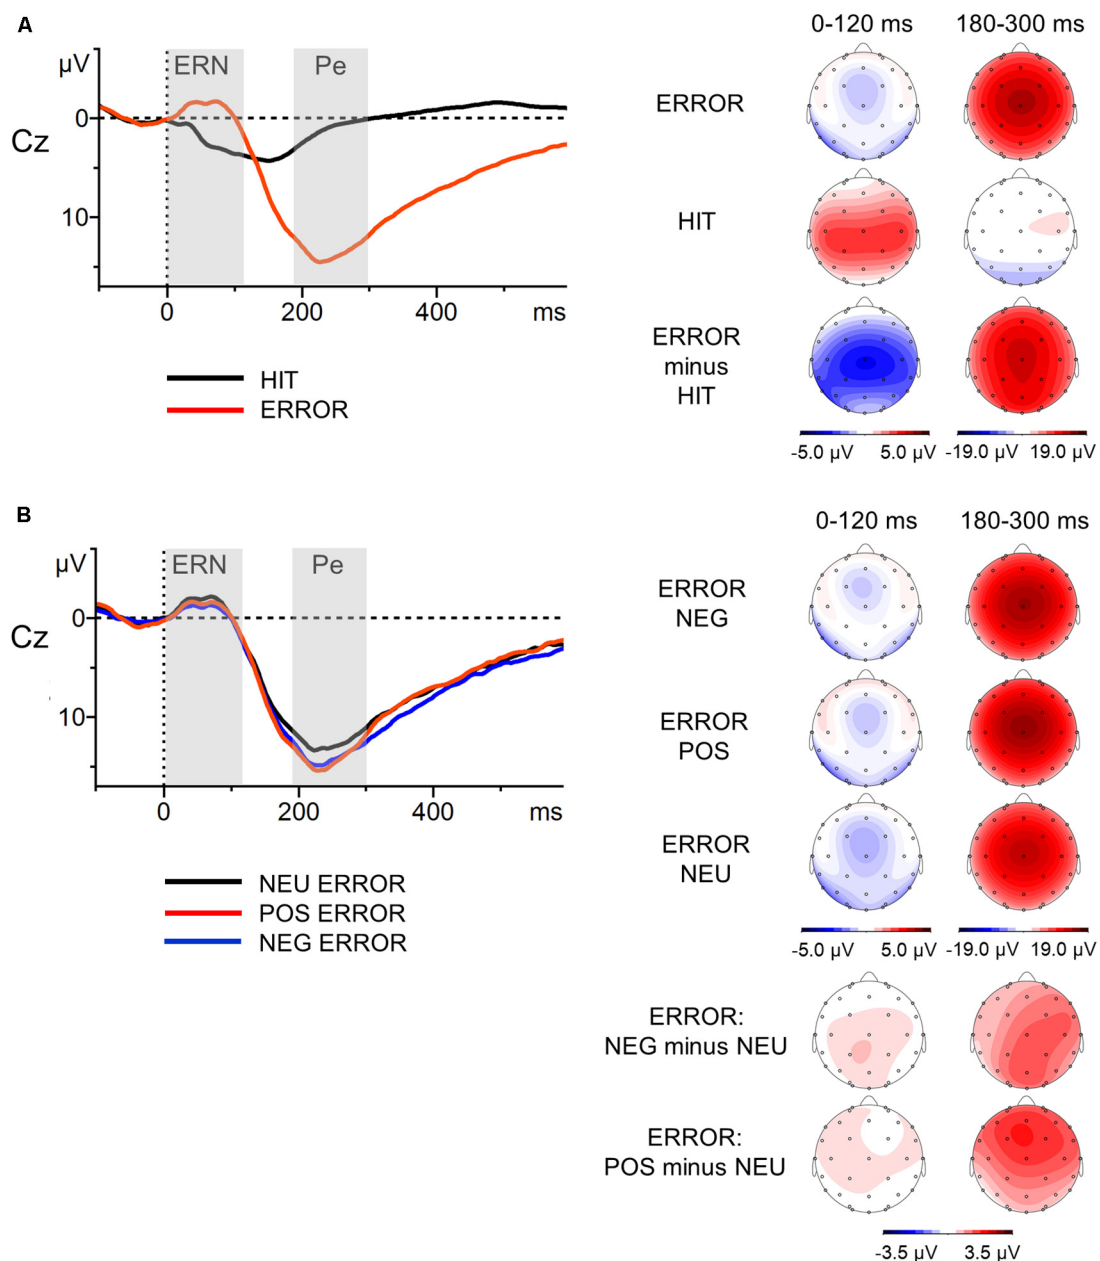 A
0-120 ms 180-300 ms
µV
ERN Pe
ERROR
0
Cz
HIT
10
0 200 400 ms
ERROR
minus
HIT
HIT
ERROR
-5.0 µV 5.0 µV -19.0 µV 19.0 µV
B
0-120 ms 180-300 ms
µV
ERN Pe
ERROR
NEG
0
Cz
ERROR
POS
10
0 200 400 ms
ERROR
NEU
NEU ERROR
POS ERROR
NEG ERROR
-5.0 µV 5.0 µV -19.0 µV 19.0 µV
ERROR:
NEG minus NEU
ERROR:
POS minus NEU
-3.5 µV 3.5 µV